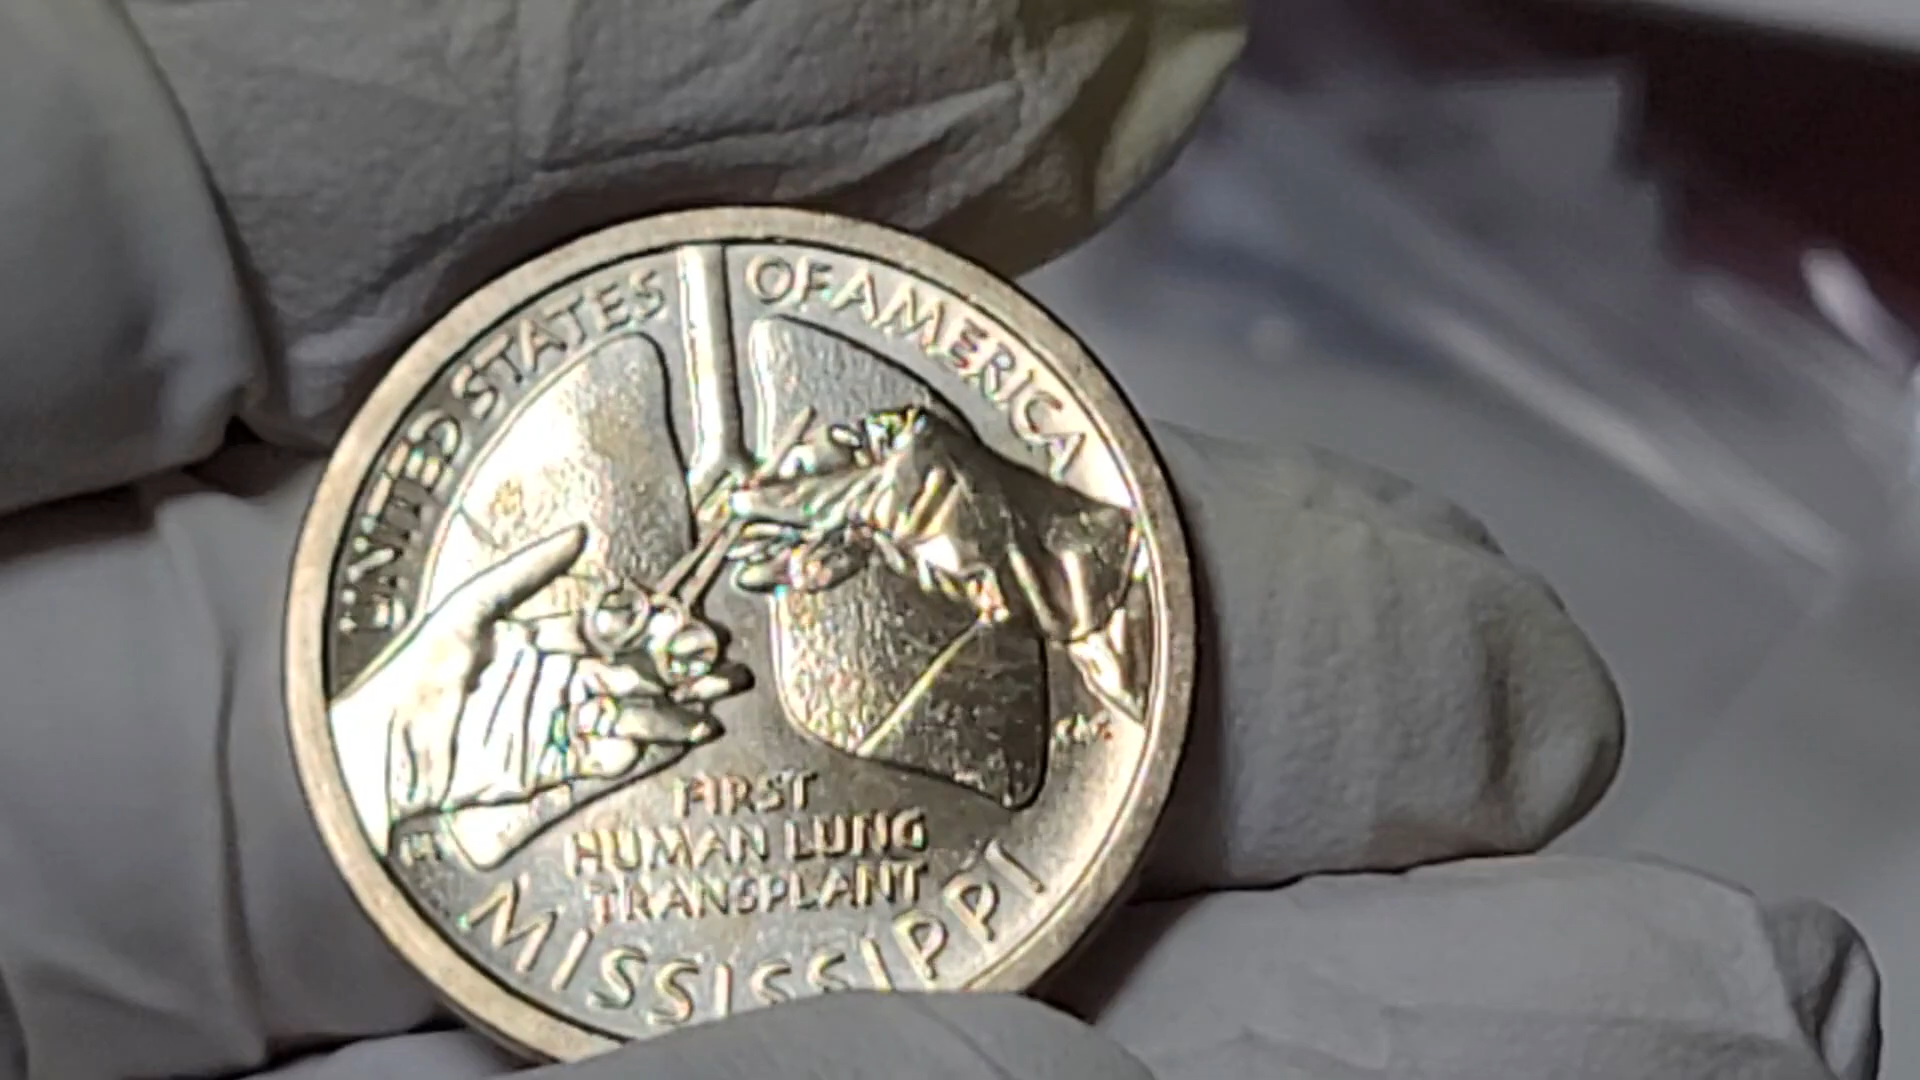 UNITED STATES OF AMERICA
FIRST
HUMAN LUNG
TRANSPLANT
MISSISSIPPI